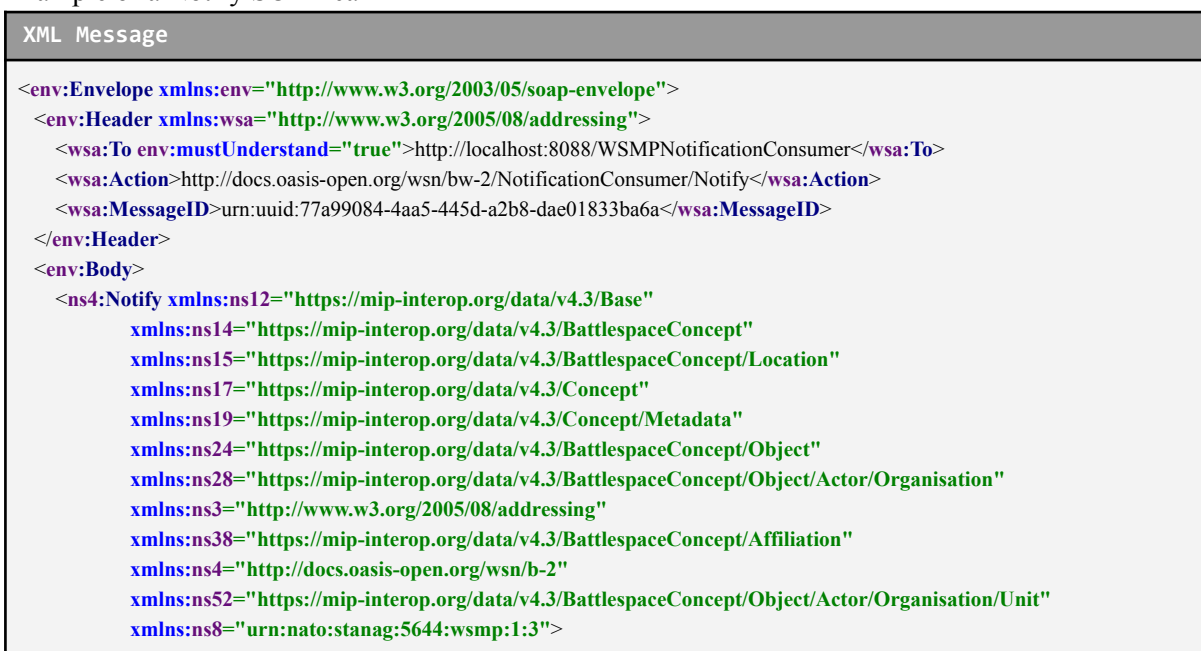 XML Message
<env:Envelope xmlns:env="http://www.w3.org/2003/05/soap-envelope">
<env:Header xmlns:wsa="http://www.w3.org/2005/08/addressing">
<wsa:To env:mustUnderstand="true">http://localhost:8088/WSMPNotificationConsumer</wsa:To>
<wsa:Action>http://docs.oasis-open.org/wsn/bw-2/NotificationConsumer/Notify</wsa:Action>
<wsa:MessageID>urn:uuid:77a99084-4aa5-445d-a2b8-dae01833ba6a</wsa:MessageID>
</env:Header>
<env:Body>
<ns4:Notify xmlns:ns12="https://mip-interop.org/data/v4.3/Base"
xmlns:ns14="https://mip-interop.org/data/v4.3/BattlespaceConcept"
xmlns:ns15="https://mip-interop.org/data/v4.3/BattlespaceConcept/Location"
xmlns:ns17="https://mip-interop.org/data/v4.3/Concept"
xmlns:ns19="https://mip-interop.org/data/v4.3/Concept/Metadata"
xmlns:ns24="https://mip-interop.org/data/v4.3/BattlespaceConcept/Object"
xmlns:ns28="https://mip-interop.org/data/v4.3/BattlespaceConcept/Object/Actor/Organisation"
xmlns:ns3="http://www.w3.org/2005/08/addressing"
xmlns:ns38="https://mip-interop.org/data/v4.3/BattlespaceConcept/Affiliation"
xmlns:ns4="http://docs.oasis-open.org/wsn/b-2"
xmlns:ns52="https://mip-interop.org/data/v4.3/BattlespaceConcept/Object/Actor/Organisation/Unit"
xmlns:ns8="urn:nato:stanag:5644:wsmp:1:3">